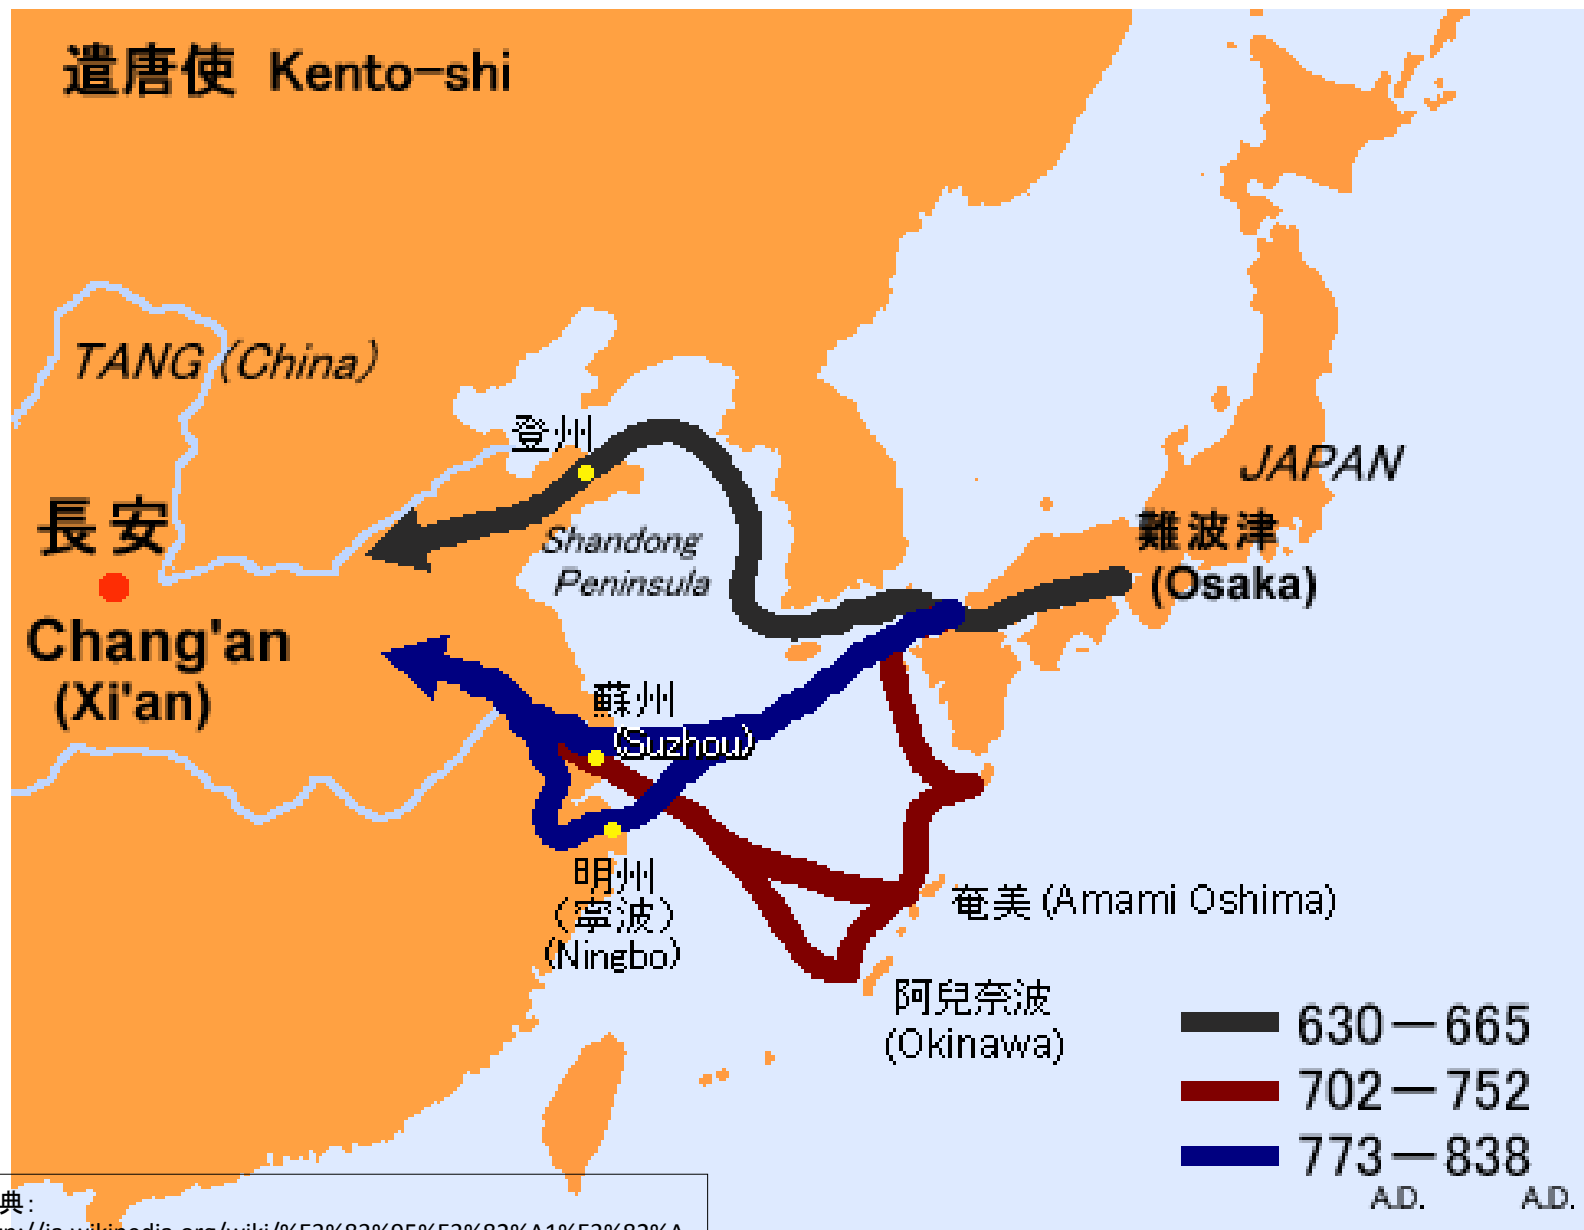 遣唐使 Kento-shi
TANG (China)
登州
JAPAN
長安
Chang'an
(Xi'an)
Shandong
Peninsula
難波津
(Osaka)
蘇州
(Suzhou)
明州
(寧波)
(Ningbo)
奄美 (Amami Oshima)
阿兒奈波
(Okinawa)
630—665
702—752
773—838
A.D. A.D.
典: